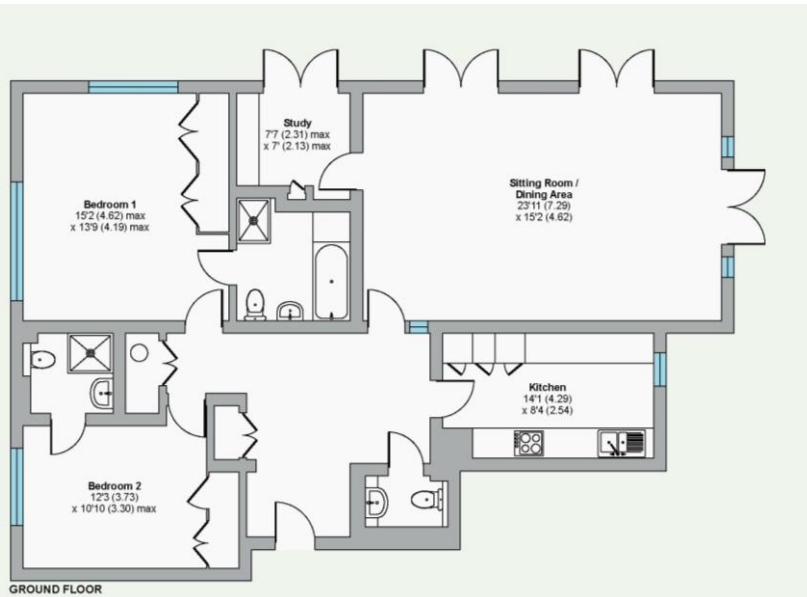 Study
7'7 (2.31) max
x 7' (2.13) max
Sitting Room /
Dining Area
23'11 (7.29)
x 15'2 (4.62)
Bedroom 1
15'2 (4.62) max
x 13'9 (4.19) max
Kitchen
14'1 (4.29)
x 8'4 (2.54)
Bedroom 2
12'3 (3.73)
x 10'10 (3.30) max
GROUND FLOOR